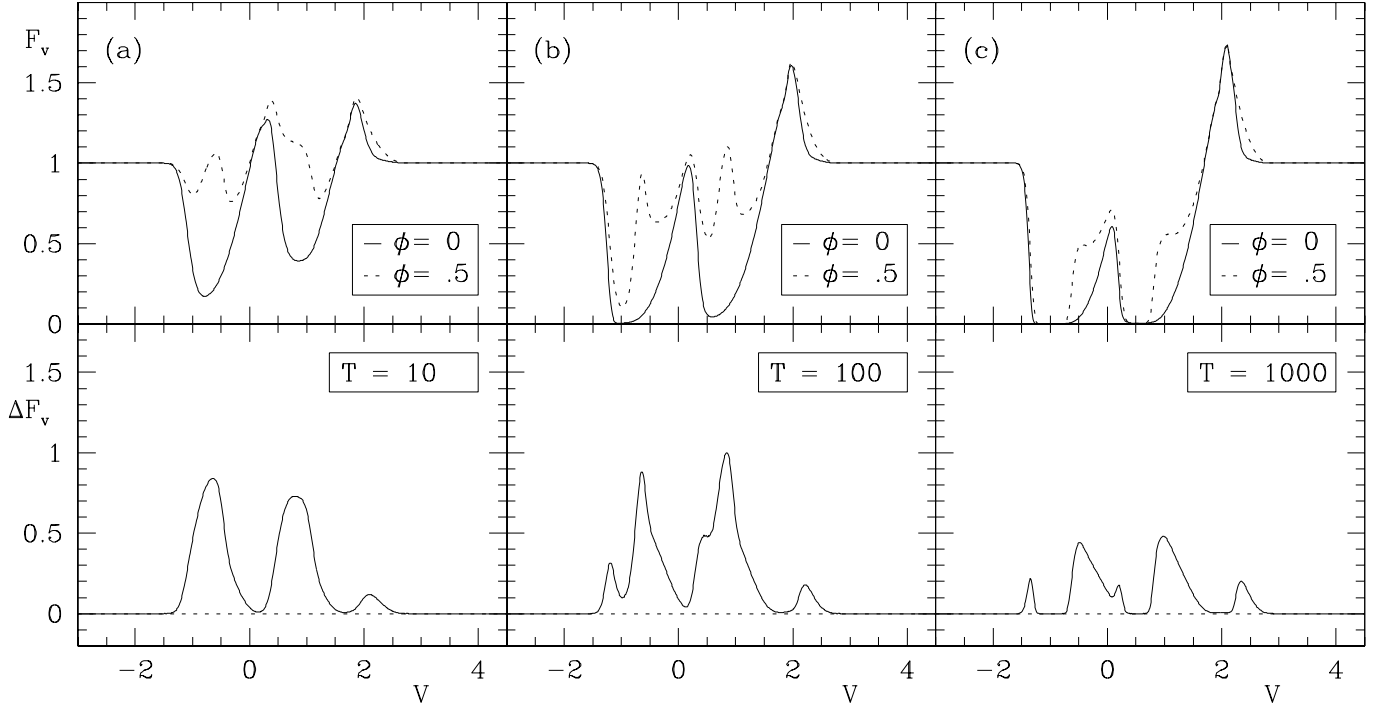 F_v
(a)
(b)
(c)
1.5
1
0.5
0
— ϕ= 0
- - ϕ= .5
— ϕ= 0
- - ϕ= .5
— ϕ= 0
- - ϕ= .5
T = 10
T = 100
T = 1000
1.5
ΔF_v
1
0.5
0
−2 0 2 4 −2 0 2 4 −2 0 2 4
V V V